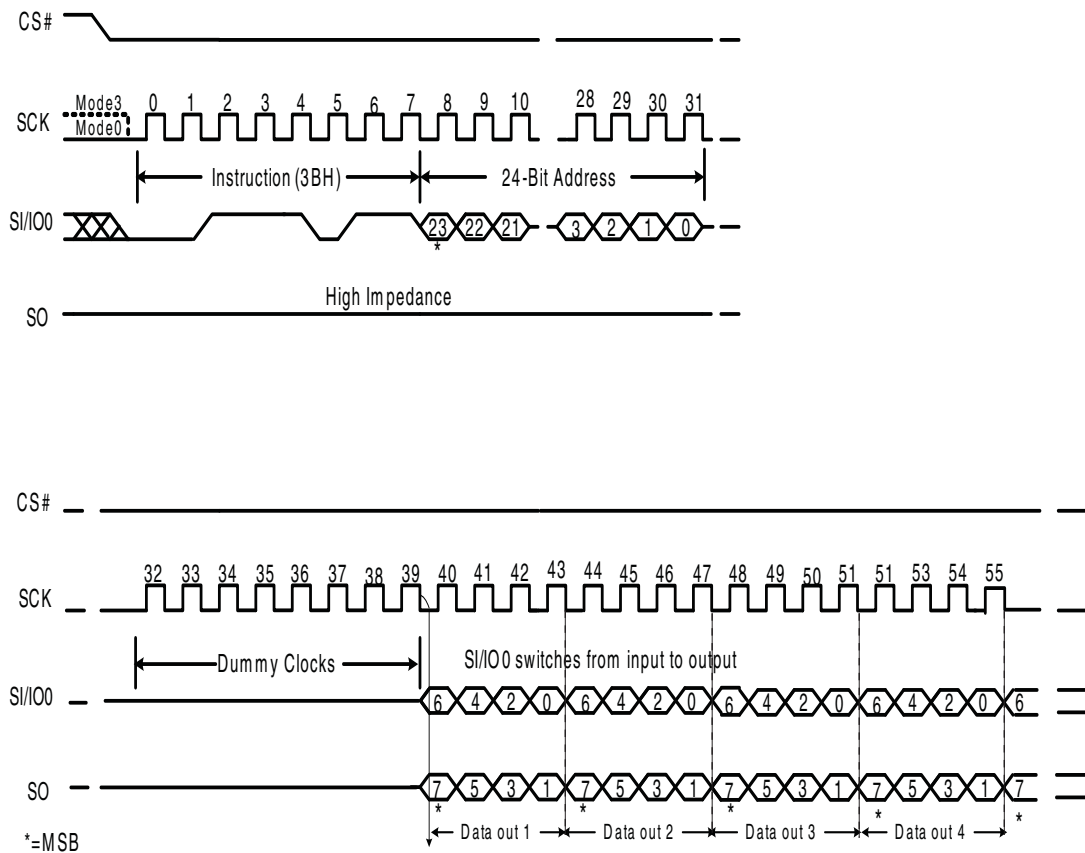 CS#
Mode3
0 1 2 3 4 5 6 7 8 9 10 28 29 30 31
SCK
Mode0
Instruction (3BH) 24-Bit Address
SI/IO0
23 22 21 3 2 1 0
*
High Impedance
SO
CS#
32 33 34 35 36 37 38 39 40 41 42 43 44 45 46 47 48 49 50 51 51 53 54 55
SCK
Dummy Clocks SI/IO0 switches from input to output
SI/IO0
6 4 2 0 6 4 2 0 6 4 2 0 6 4 2 0 6
SO
7 5 3 1 7 5 3 1 7 5 3 1 7 5 3 1 7
* * * * *
Data out 1 Data out 2 Data out 3 Data out 4
*=MSB